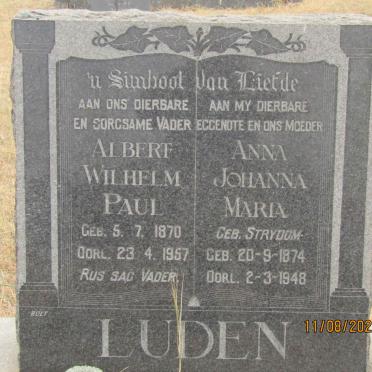 'n Simbool Van Liefde
AAN ONS DIERBARE
EN SORGSAME VADER
ALBERT
WILHELM
PAUL
GEB. 5. 7. 1870
OORL. 23. 4. 1957
RUS SAG VADER.
AAN MY DIERBARE
EGGENOTE EN ONS MOEDER
ANNA
JOHANNA
MARIA
GEB. STRYDOM.
GEB. 20-9-1874
OORL. 2-3-1948
LUDEN
11/08/202